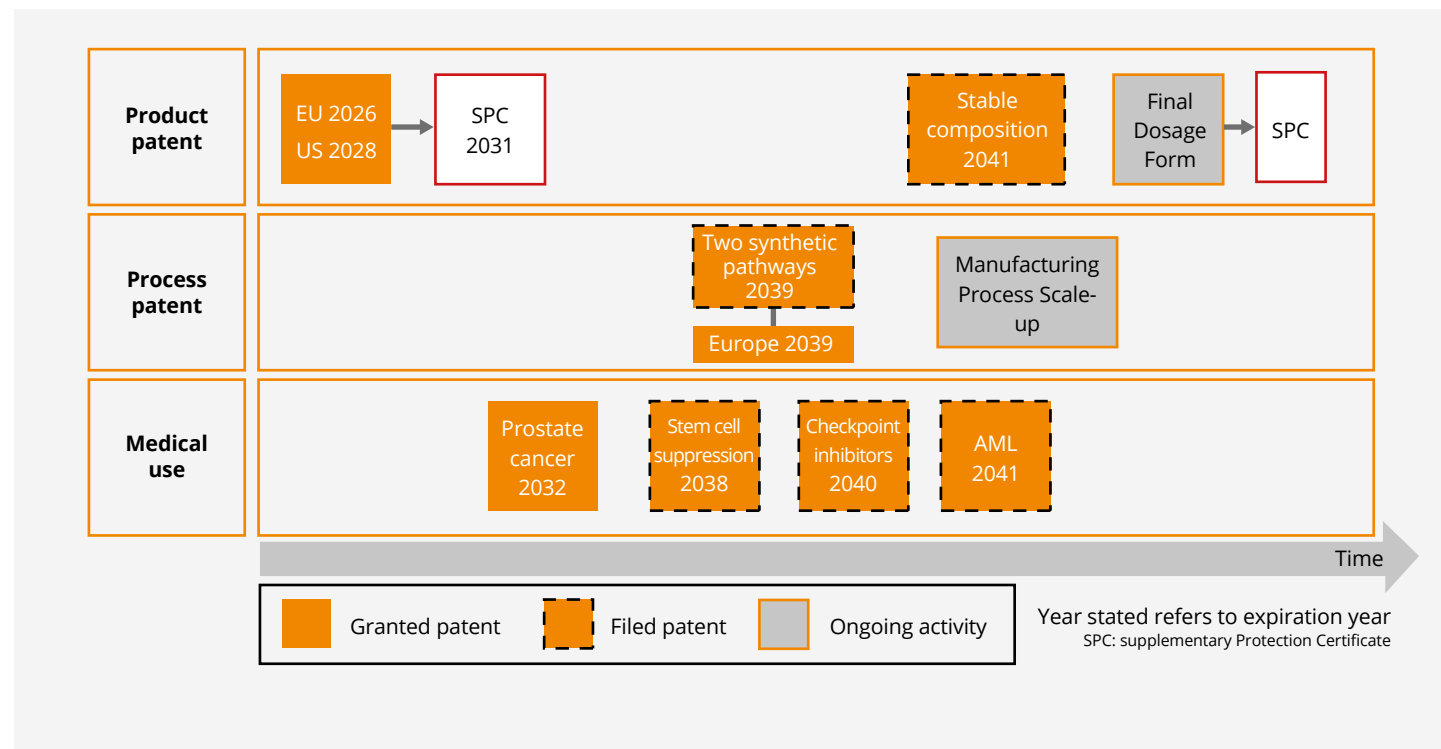 Product
patent
EU 2026
US 2028
SPC
2031
Stable
composition
2041
Final
Dosage
Form
SPC
Process
patent
Two synthetic
pathways
2039
Europe 2039
Manufacturing
Process Scale-
up
Medical
use
Prostate
cancer
2032
Stem cell
suppression
2038
Checkpoint
inhibitors
2040
AML
2041
Time
Granted patent
Filed patent
Ongoing activity
Year stated refers to expiration year
SPC: supplementary Protection Certificate